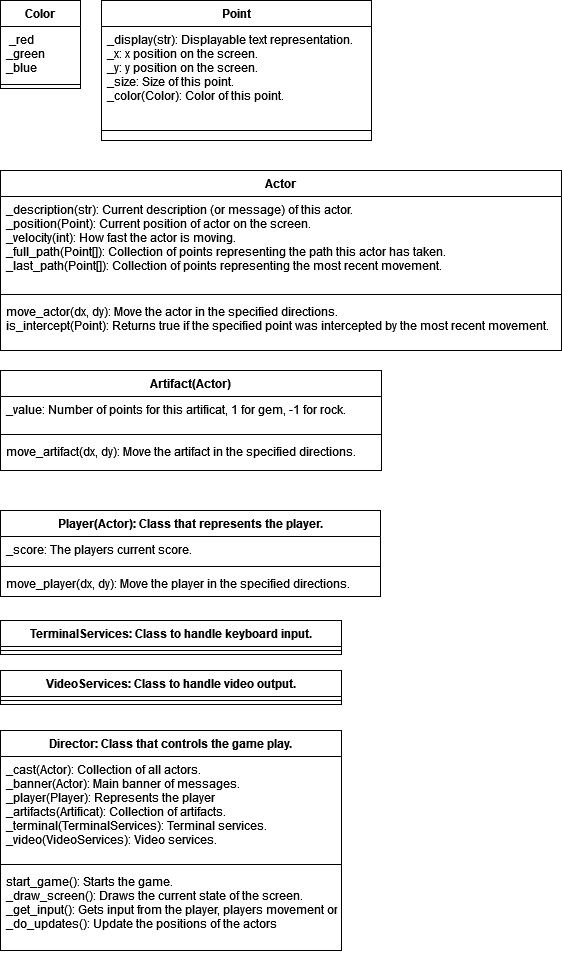 Color
_red
_green
_blue
Point
_display(str): Displayable text representation.
_x: x position on the screen.
_y: y position on the screen.
_size: Size of this point.
_color(Color): Color of this point.
Actor
_description(str): Current description (or message) of this actor.
_position(Point): Current position of actor on the screen.
_velocity(int): How fast the actor is moving.
_full_path(Point[]): Collection of points representing the path this actor has taken.
_last_path(Point[]): Collection of points representing the most recent movement.
move_actor(dx, dy): Move the actor in the specified directions.
is_intercept(Point): Returns true if the specified point was intercepted by the most recent movement.
Artifact(Actor)
_value: Number of points for this artificat, 1 for gem, -1 for rock.
move_artifact(dx, dy): Move the artifact in the specified directions.
Player(Actor): Class that represents the player.
_score: The players current score.
move_player(dx, dy): Move the player in the specified directions.
TerminalServices: Class to handle keyboard input.
VideoServices: Class to handle video output.
Director: Class that controls the game play.
_cast(Actor): Collection of all actors.
_banner(Actor): Main banner of messages.
_player(Player): Represents the player
_artifacts(Artificat): Collection of artifacts.
_terminal(TerminalServices): Terminal services.
_video(VideoServices): Video services.
start_game(): Starts the game.
_draw_screen(): Draws the current state of the screen.
_get_input(): Gets input from the player, players movement or
_do_updates(): Update the positions of the actors